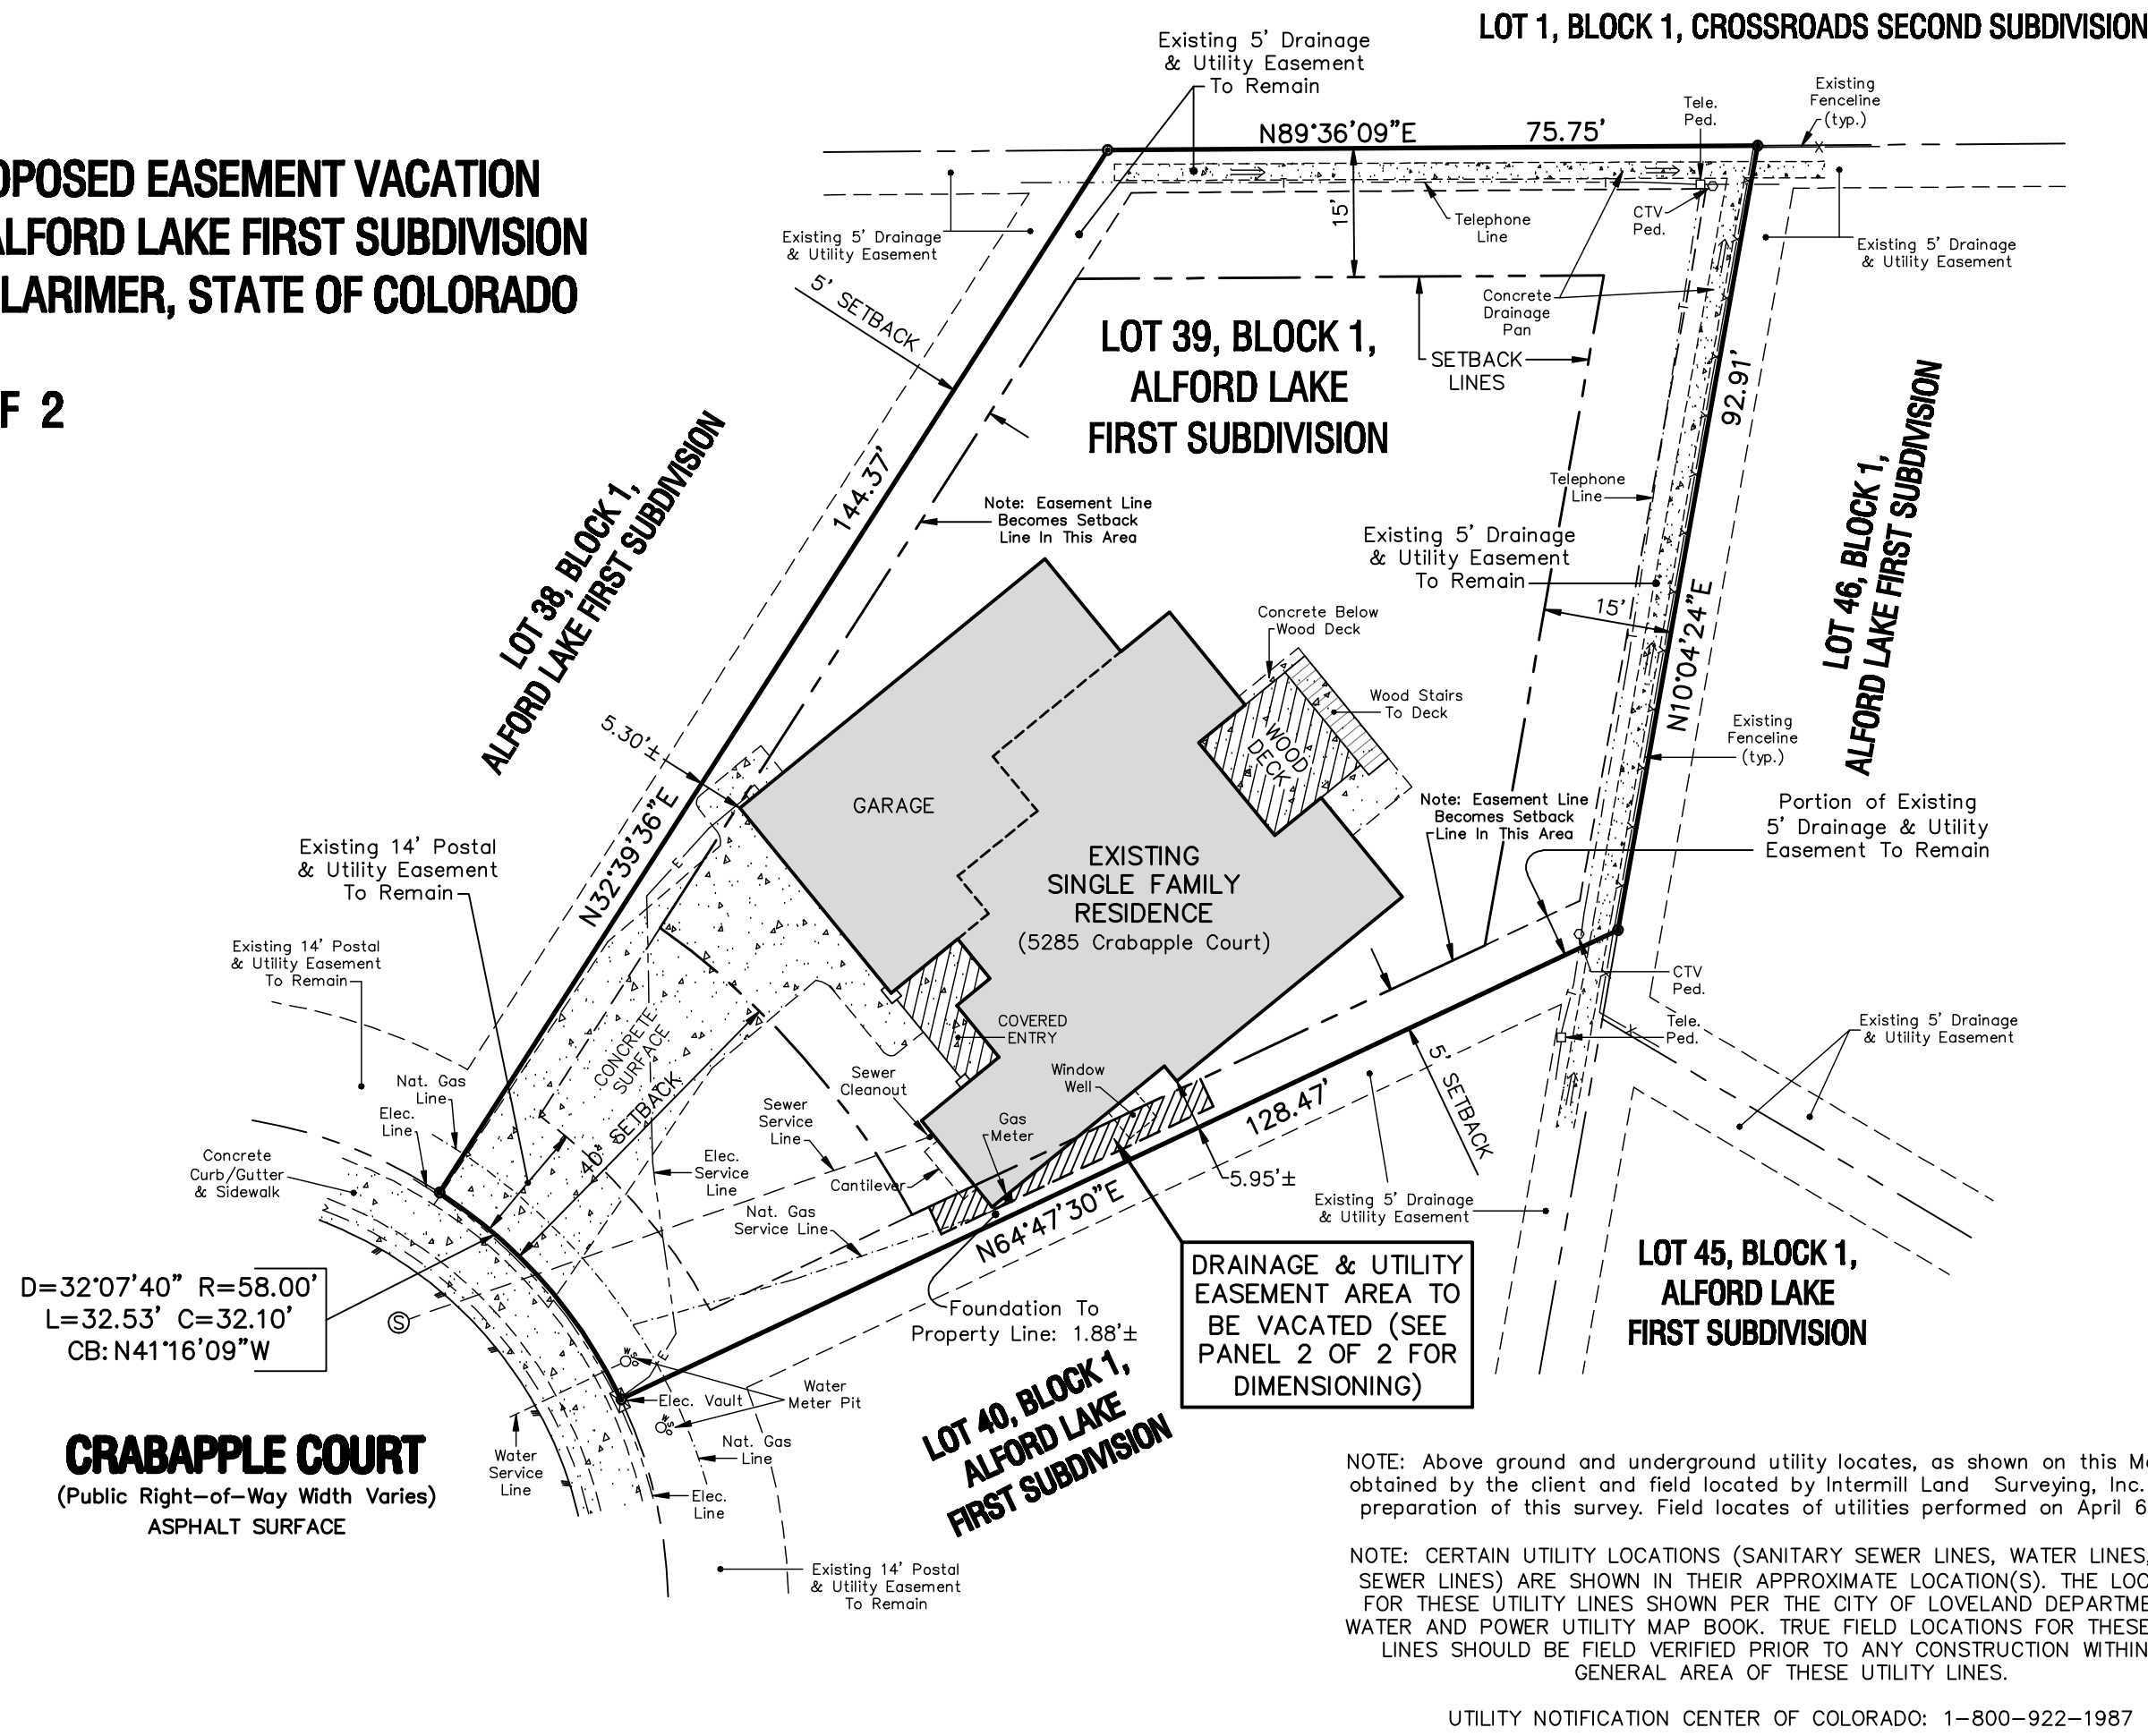 LOT 1, BLOCK 1, CROSSROADS SECOND SUBDIVISION
OPOSED EASEMENT VACATION
ALFORD LAKE FIRST SUBDIVISION
LARIMER, STATE OF COLORADO
F 2
Existing 5' Drainage
& Utility Easement
To Remain
N89°36'09"E 75.75'
Tele.
Ped.
Existing
Fenceline
(typ.)
Existing 5' Drainage
& Utility Easement
15'
Telephone
Line
CTV
Ped.
Existing 5' Drainage
& Utility Easement
5' SETBACK
Concrete
Drainage
Pan
LOT 39, BLOCK 1,
ALFORD LAKE
FIRST SUBDIVISION
SETBACK
LINES
92.91'
LOT 38, BLOCK 1,
ALFORD LAKE FIRST SUBDIVISION
144.37'
Note: Easement Line
Becomes Setback
Line In This Area
Telephone
Line
Existing 5' Drainage
& Utility Easement
To Remain
15'
N10°04'24"E
LOT 46, BLOCK 1,
ALFORD LAKE FIRST SUBDIVISION
Concrete Below
Wood Deck
Wood Stairs
To Deck
WOOD
DECK
Existing
Fenceline
(typ.)
5.30'±
GARAGE
N32°39'36"E
Note: Easement Line
Becomes Setback
Line In This Area
Portion of Existing
5' Drainage & Utility
Easement To Remain
Existing 14' Postal
& Utility Easement
To Remain
EXISTING
SINGLE FAMILY
RESIDENCE
(5285 Crabapple Court)
Existing 14' Postal
& Utility Easement
To Remain
E
CTV
Ped.
Tele.
Ped.
Existing 5' Drainage
& Utility Easement
COVERED
ENTRY
CONCRETE
SURFACE
40' SETBACK
Nat. Gas
Line
Elec.
Line
Sewer
Cleanout
Window
Well
Sewer
Service
Line
Gas
Meter
128.47'
5' SETBACK
Concrete
Curb/Gutter
& Sidewalk
Elec.
Service
Line
Cantilever
5.95'±
Existing 5' Drainage
& Utility Easement
Nat. Gas
Service Line
N64°47'30"E
DRAINAGE & UTILITY
EASEMENT AREA TO
BE VACATED (SEE
PANEL 2 OF 2 FOR
DIMENSIONING)
LOT 45, BLOCK 1,
ALFORD LAKE
FIRST SUBDIVISION
D=32°07'40" R=58.00'
L=32.53' C=32.10'
CB: N41°16'09"W
S
Foundation To
Property Line: 1.88'±
E
Elec. Vault
Water
Meter Pit
LOT 40, BLOCK 1,
ALFORD LAKE
FIRST SUBDIVISION
CRABAPPLE COURT
(Public Right-of-Way Width Varies)
ASPHALT SURFACE
Water
Service
Line
Nat. Gas
Line
Elec.
Line
Existing 14' Postal
& Utility Easement
To Remain
NOTE: Above ground and underground utility locates, as shown on this M
obtained by the client and field located by Intermill Land Surveying, Inc.
preparation of this survey. Field locates of utilities performed on April 6
NOTE: CERTAIN UTILITY LOCATIONS (SANITARY SEWER LINES, WATER LINES,
SEWER LINES) ARE SHOWN IN THEIR APPROXIMATE LOCATION(S). THE LOC
FOR THESE UTILITY LINES SHOWN PER THE CITY OF LOVELAND DEPARTME
WATER AND POWER UTILITY MAP BOOK. TRUE FIELD LOCATIONS FOR THESE
LINES SHOULD BE FIELD VERIFIED PRIOR TO ANY CONSTRUCTION WITHIN
GENERAL AREA OF THESE UTILITY LINES.
UTILITY NOTIFICATION CENTER OF COLORADO: 1-800-922-1987